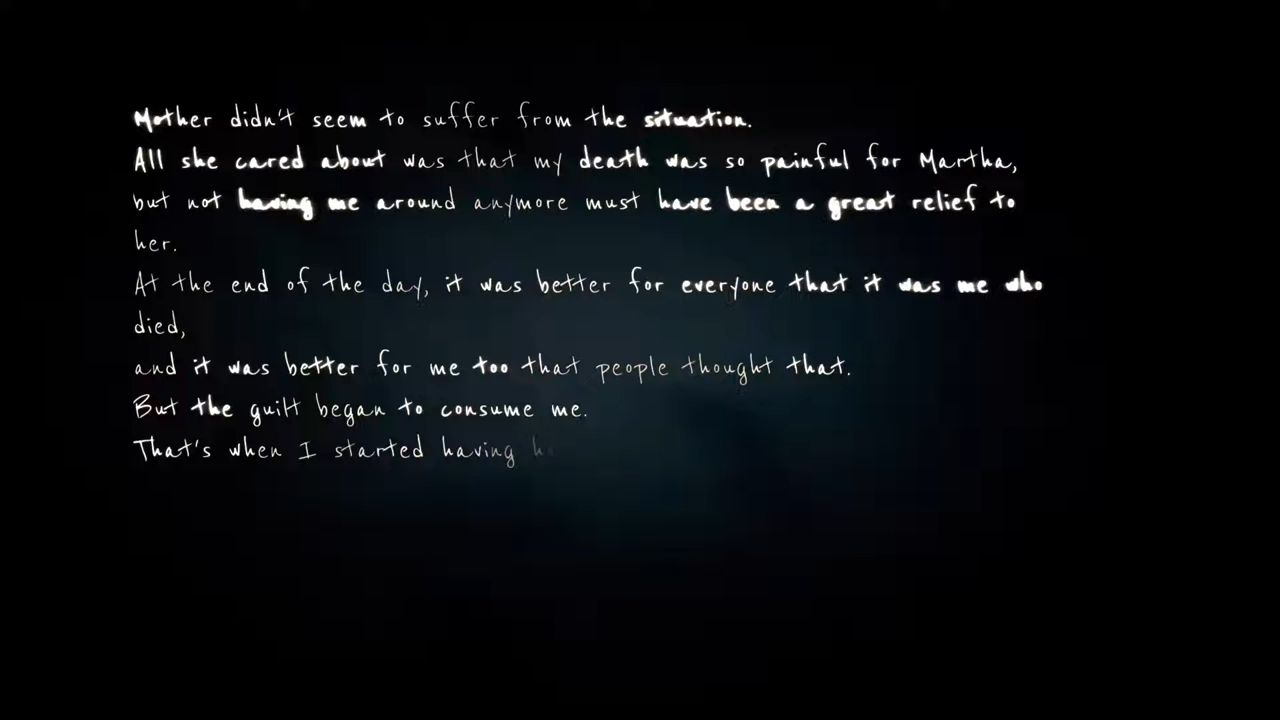 Mother didn't seem to suffer from the situation.
All she cared about was that my death was so painful for Martha,
but not having me around anymore must have been a great relief to
her.
At the end of the day, it was better for everyone that it was me who
died,
and it was better for me too that people thought that.
But the guilt began to consume me.
That's when I started having